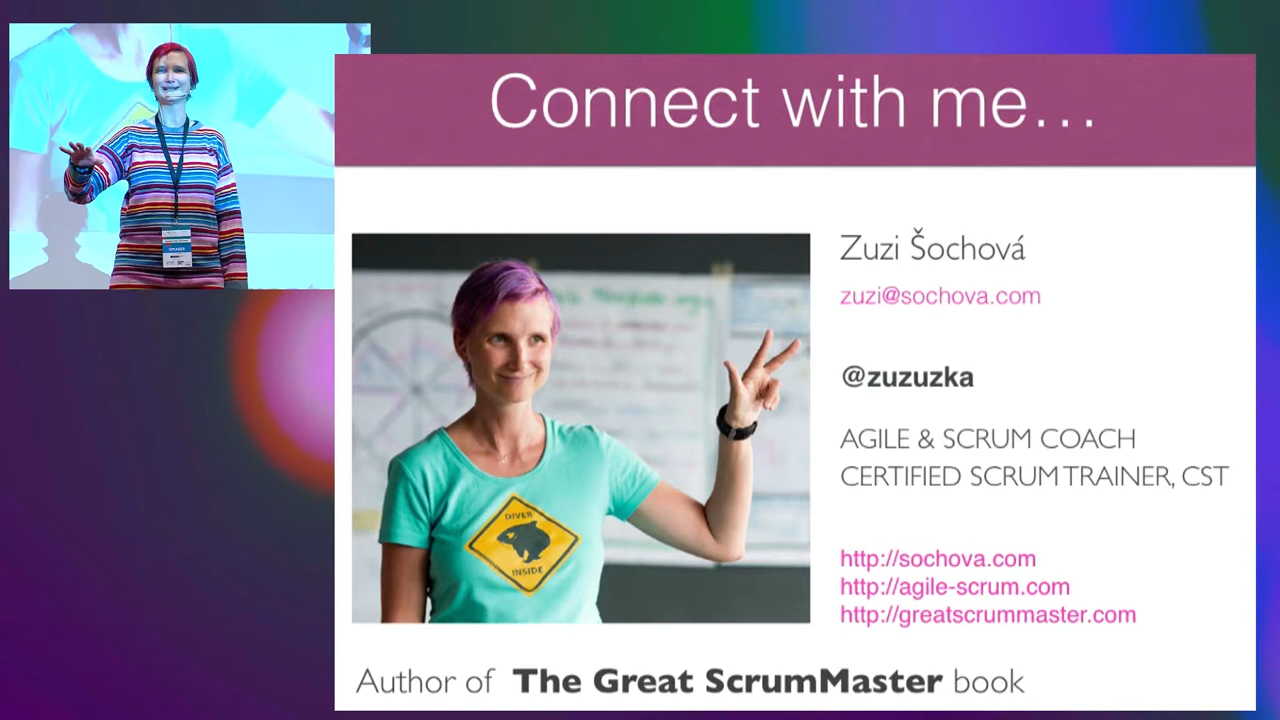 Connect with me...
Zuzi Šochová
zuzi@sochova.com
@zuzuzka
AGILE & SCRUM COACH
CERTIFIED SCRUM TRAINER, CST
http://sochova.com
http://agile-scrum.com
http://greatscrummaster.com
DIVER
INSIDE
Author of The Great ScrumMaster book
SPEAKER